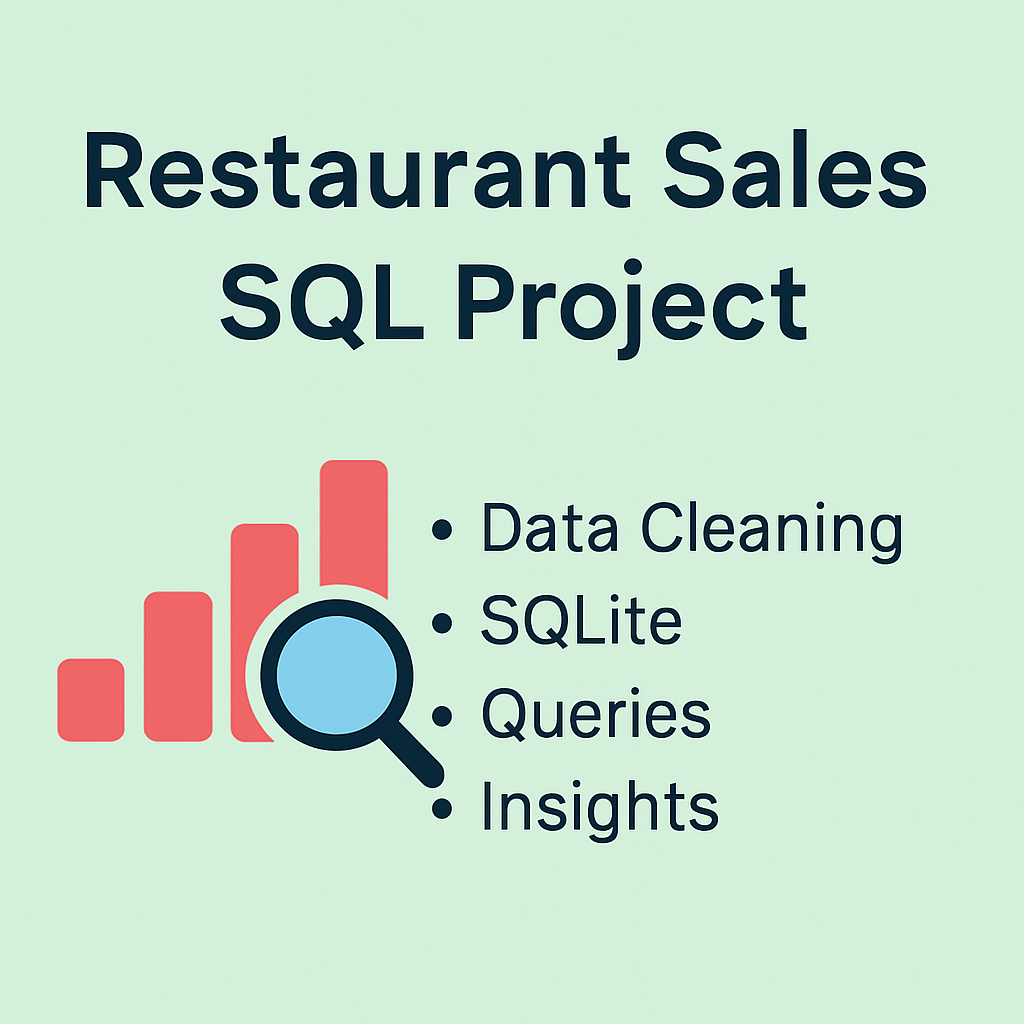 Restaurant Sales
SQL Project
• Data Cleaning
• SQLite
• Queries
• Insights